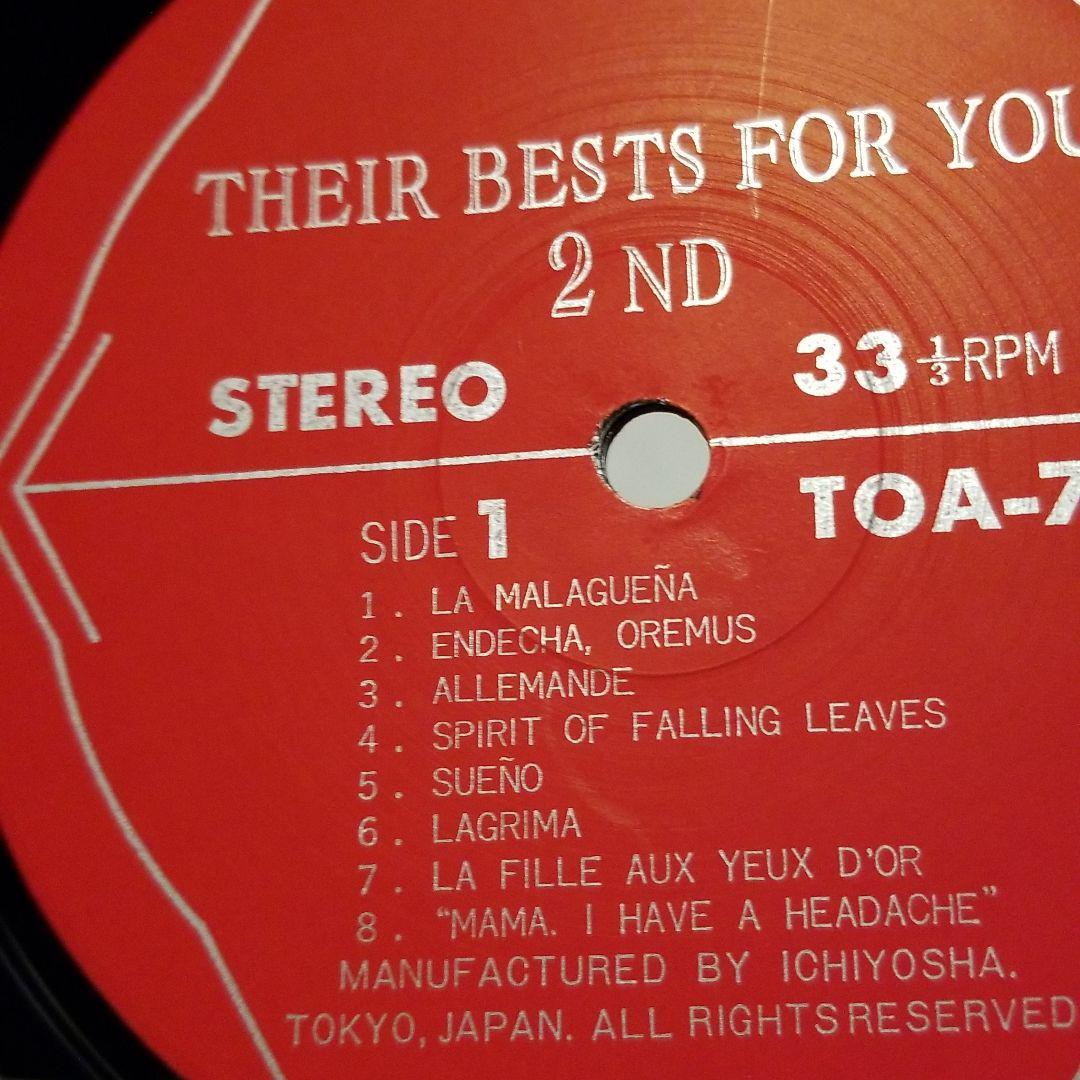 THEIR BESTS FOR YOU
2 ND
STEREO 33 1/3 RPM
SIDE 1 TOA-7
1. LA MALAGUEÑA
2. ENDECHA, OREMUS
3. ALLEMANDE
4. SPIRIT OF FALLING LEAVES
5. SUEÑO
6. LAGRIMA
7. LA FILLE AUX YEUX D'OR
8. "MAMA. I HAVE A HEADACHE"
MANUFACTURED BY ICHIYOSHA.
TOKYO, JAPAN. ALL RIGHTS RESERVED